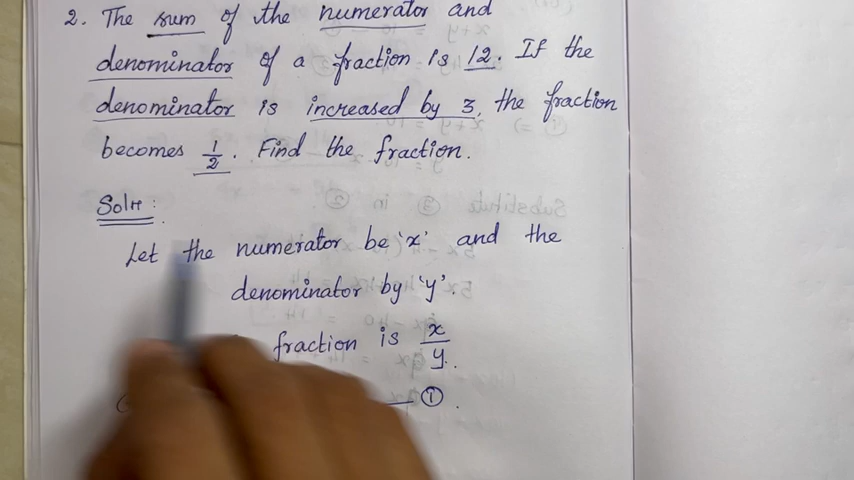 2. The sum of the numerator and
denominator of a fraction is 12. If the
denominator is increased by 3, the fraction
becomes 1/2. Find the fraction.
Soln:
Let the numerator be 'x' and the
denominator by 'y'.
fraction is x/y.
①.